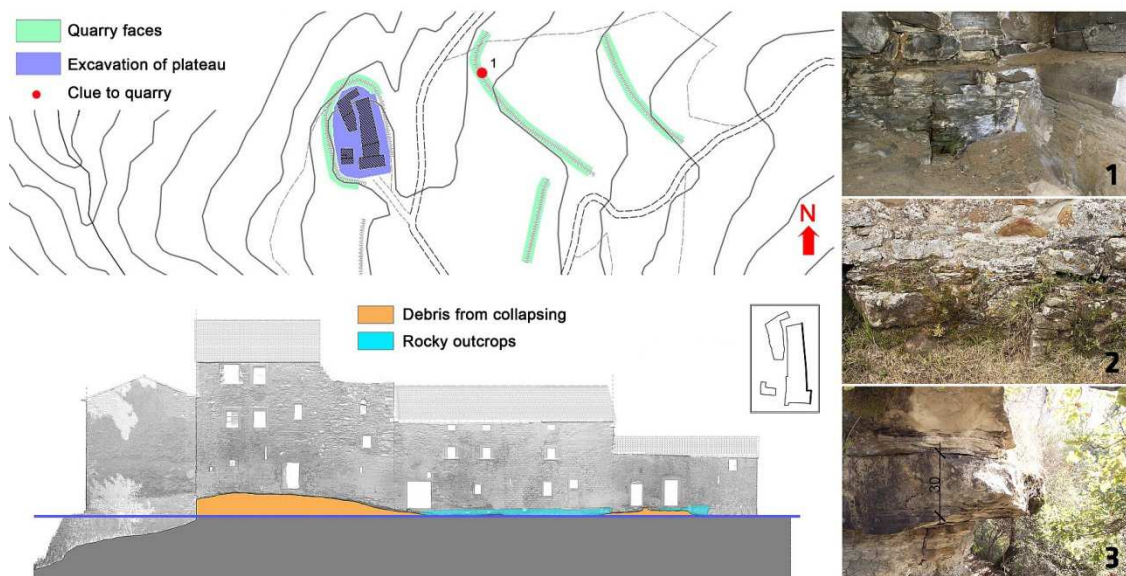 Quarry faces
Excavation of plateau
Clue to quarry
1
N
Debris from collapsing
Rocky outcrops
1
2
30
3